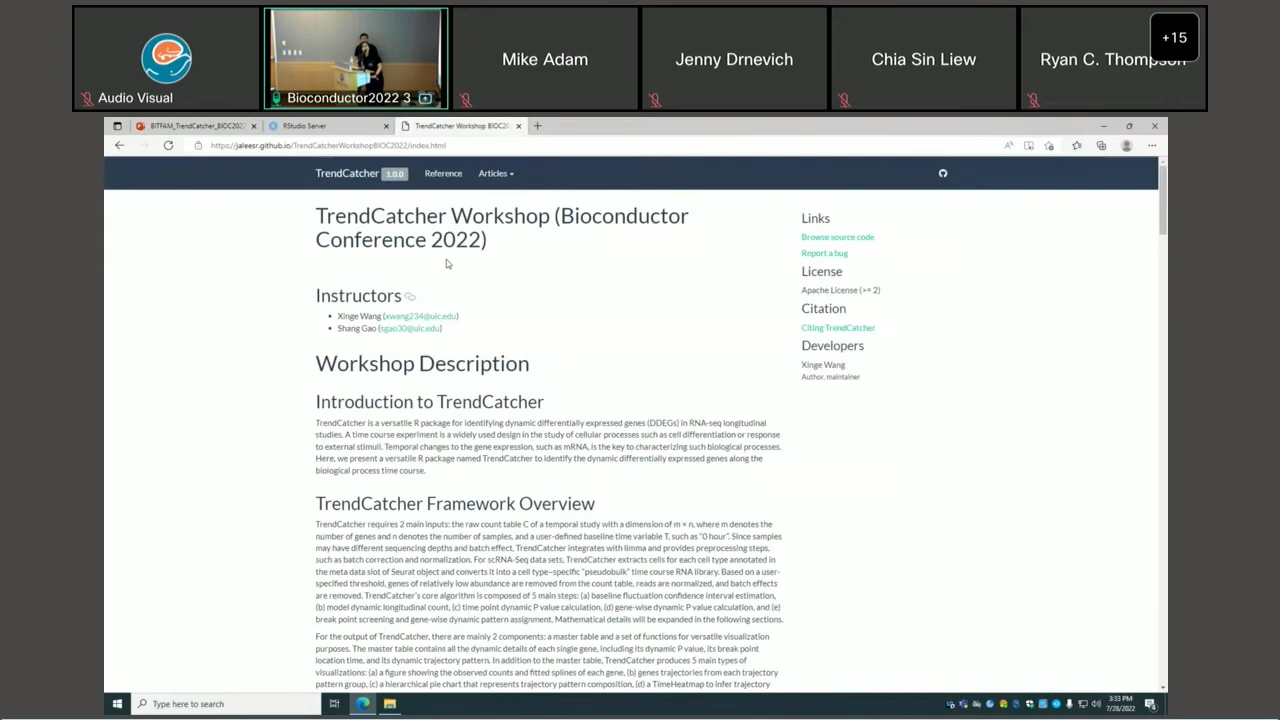 Audio Visual
Bioconductor2022 3
Mike Adam
Jenny Drnevich
Chia Sin Liew
Ryan C. Thompson
+15
BITFAM_TrendCatcher_BIOC202
RStudio Server
TrendCatcher Workshop BIOC20
https://jaleesr.github.io/TrendCatcherWorkshopBIOC2022/index.html
TrendCatcher 1.0.0 Reference Articles
TrendCatcher Workshop (Bioconductor
Conference 2022)
Instructors
• Xinge Wang (xwang234@uic.edu)
• Shang Gao (sgao30@uic.edu)
Workshop Description
Introduction to TrendCatcher
TrendCatcher is a versatile R package for identifying dynamic differentially expressed genes (DDEGs) in RNA-seq longitudinal
studies. A time course experiment is a widely used design in the study of cellular processes such as cell differentiation or response
to external stimuli. Temporal changes to the gene expression, such as mRNA, is the key to characterizing such biological processes.
Here, we present a versatile R package named TrendCatcher to identify the dynamic differentially expressed genes along the
biological process time course.
TrendCatcher Framework Overview
TrendCatcher requires 2 main inputs: the raw count table C of a temporal study with a dimension of m × n, where m denotes the
number of genes and n denotes the number of samples, and a user-defined baseline time variable T, such as "0 hour". Since samples
may have different sequencing depths and batch effect, TrendCatcher integrates with limma and provides preprocessing steps,
such as batch correction and normalization. For scRNA-Seq data sets, TrendCatcher extracts cells for each cell type annotated in
the meta data slot of Seurat object and converts it into a cell type–specific "pseudobulk" time course RNA library. Based on a user-
specified threshold, genes of relatively low abundance are removed from the count table, reads are normalized, and batch effects
are removed. TrendCatcher's core algorithm is composed of 5 main steps: (a) baseline fluctuation confidence interval estimation,
(b) model dynamic longitudinal count, (c) time point dynamic P value calculation, (d) gene-wise dynamic P value calculation, and (e)
break point screening and gene-wise dynamic pattern assignment. Mathematical details will be expanded in the following sections.
For the output of TrendCatcher, there are mainly 2 components: a master table and a set of functions for versatile visualization
purposes. The master table contains all the dynamic details of each single gene, including its dynamic P value, its break point
location time, and its dynamic trajectory pattern. In addition to the master table, TrendCatcher produces 5 main types of
visualizations: (a) a figure showing the observed counts and fitted splines of each gene, (b) genes trajectories from each trajectory
pattern group, (c) a hierarchical pie chart that represents trajectory pattern composition, (d) a TimeHeatmap to infer trajectory
Links
Browse source code
Report a bug
License
Apache License (>= 2)
Citation
Citing TrendCatcher
Developers
Xinge Wang
Author, maintainer
Type here to search
3:33 PM
7/28/2022